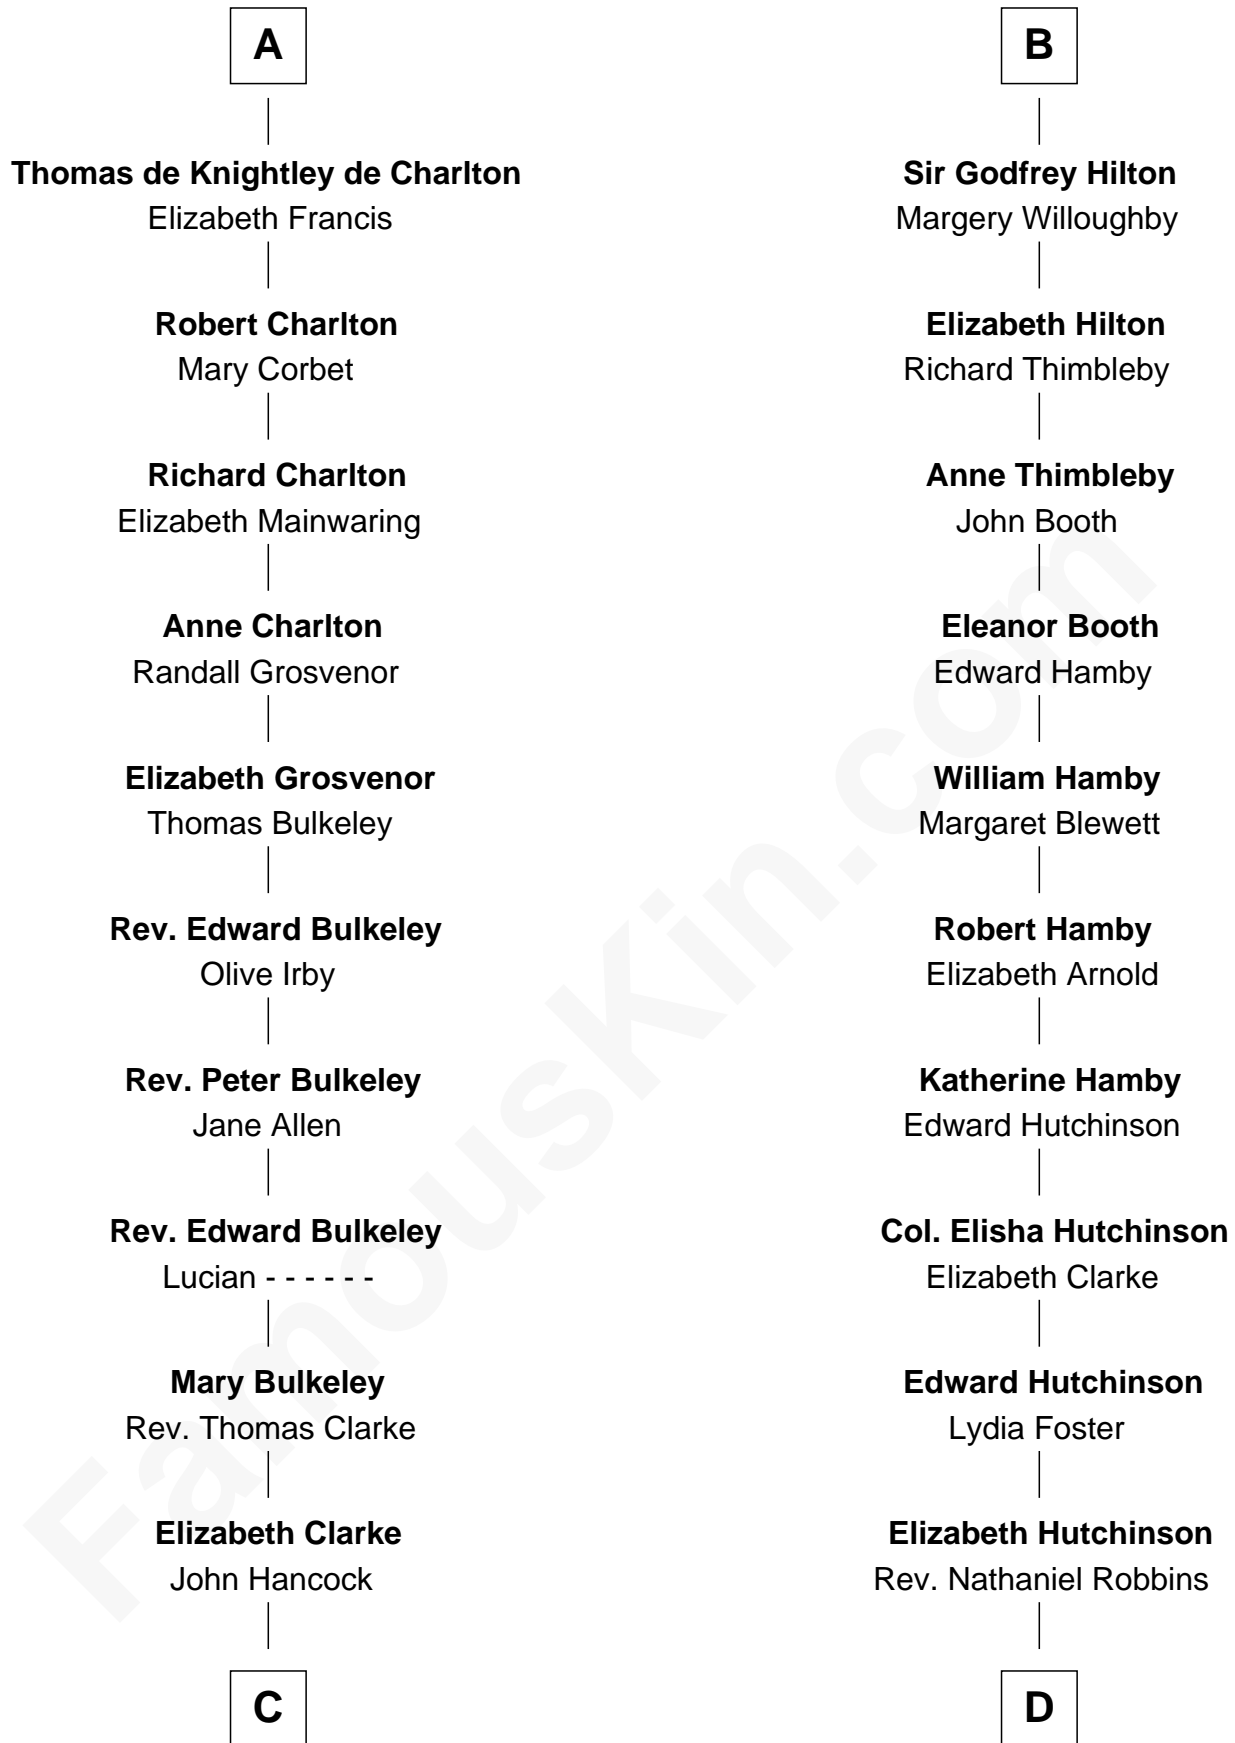 A
Thomas de Knightley de Charlton
Elizabeth Francis
Robert Charlton
Mary Corbet
Richard Charlton
Elizabeth Mainwaring
Anne Charlton
Randall Grosvenor
Elizabeth Grosvenor
Thomas Bulkeley
Rev. Edward Bulkeley
Olive Irby
Rev. Peter Bulkeley
Jane Allen
Rev. Edward Bulkeley
Lucian - - - - - -
Mary Bulkeley
Rev. Thomas Clarke
Elizabeth Clarke
John Hancock
C
B
Sir Godfrey Hilton
Margery Willoughby
Elizabeth Hilton
Richard Thimbleby
Anne Thimbleby
John Booth
Eleanor Booth
Edward Hamby
William Hamby
Margaret Blewett
Robert Hamby
Elizabeth Arnold
Katherine Hamby
Edward Hutchinson
Col. Elisha Hutchinson
Elizabeth Clarke
Edward Hutchinson
Lydia Foster
Elizabeth Hutchinson
Rev. Nathaniel Robbins
D
FamousKin.com